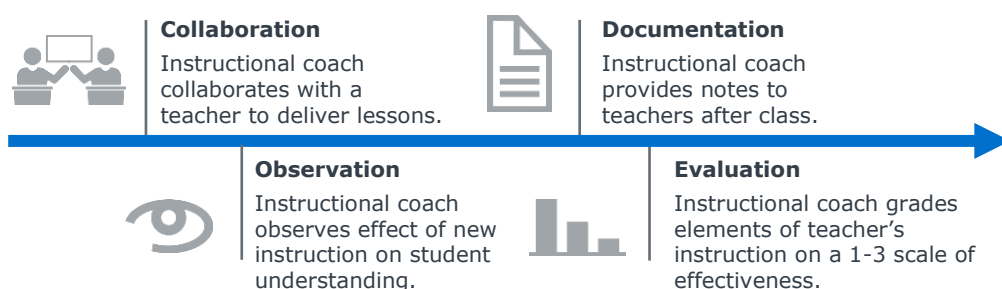 Collaboration
Instructional coach
collaborates with a
teacher to deliver lessons.
Observation
Instructional coach
observes effect of new
instruction on student
understanding.
Documentation
Instructional coach
provides notes to
teachers after class.
Evaluation
Instructional coach grades
elements of teacher’s
instruction on a 1-3 scale of
effectiveness.